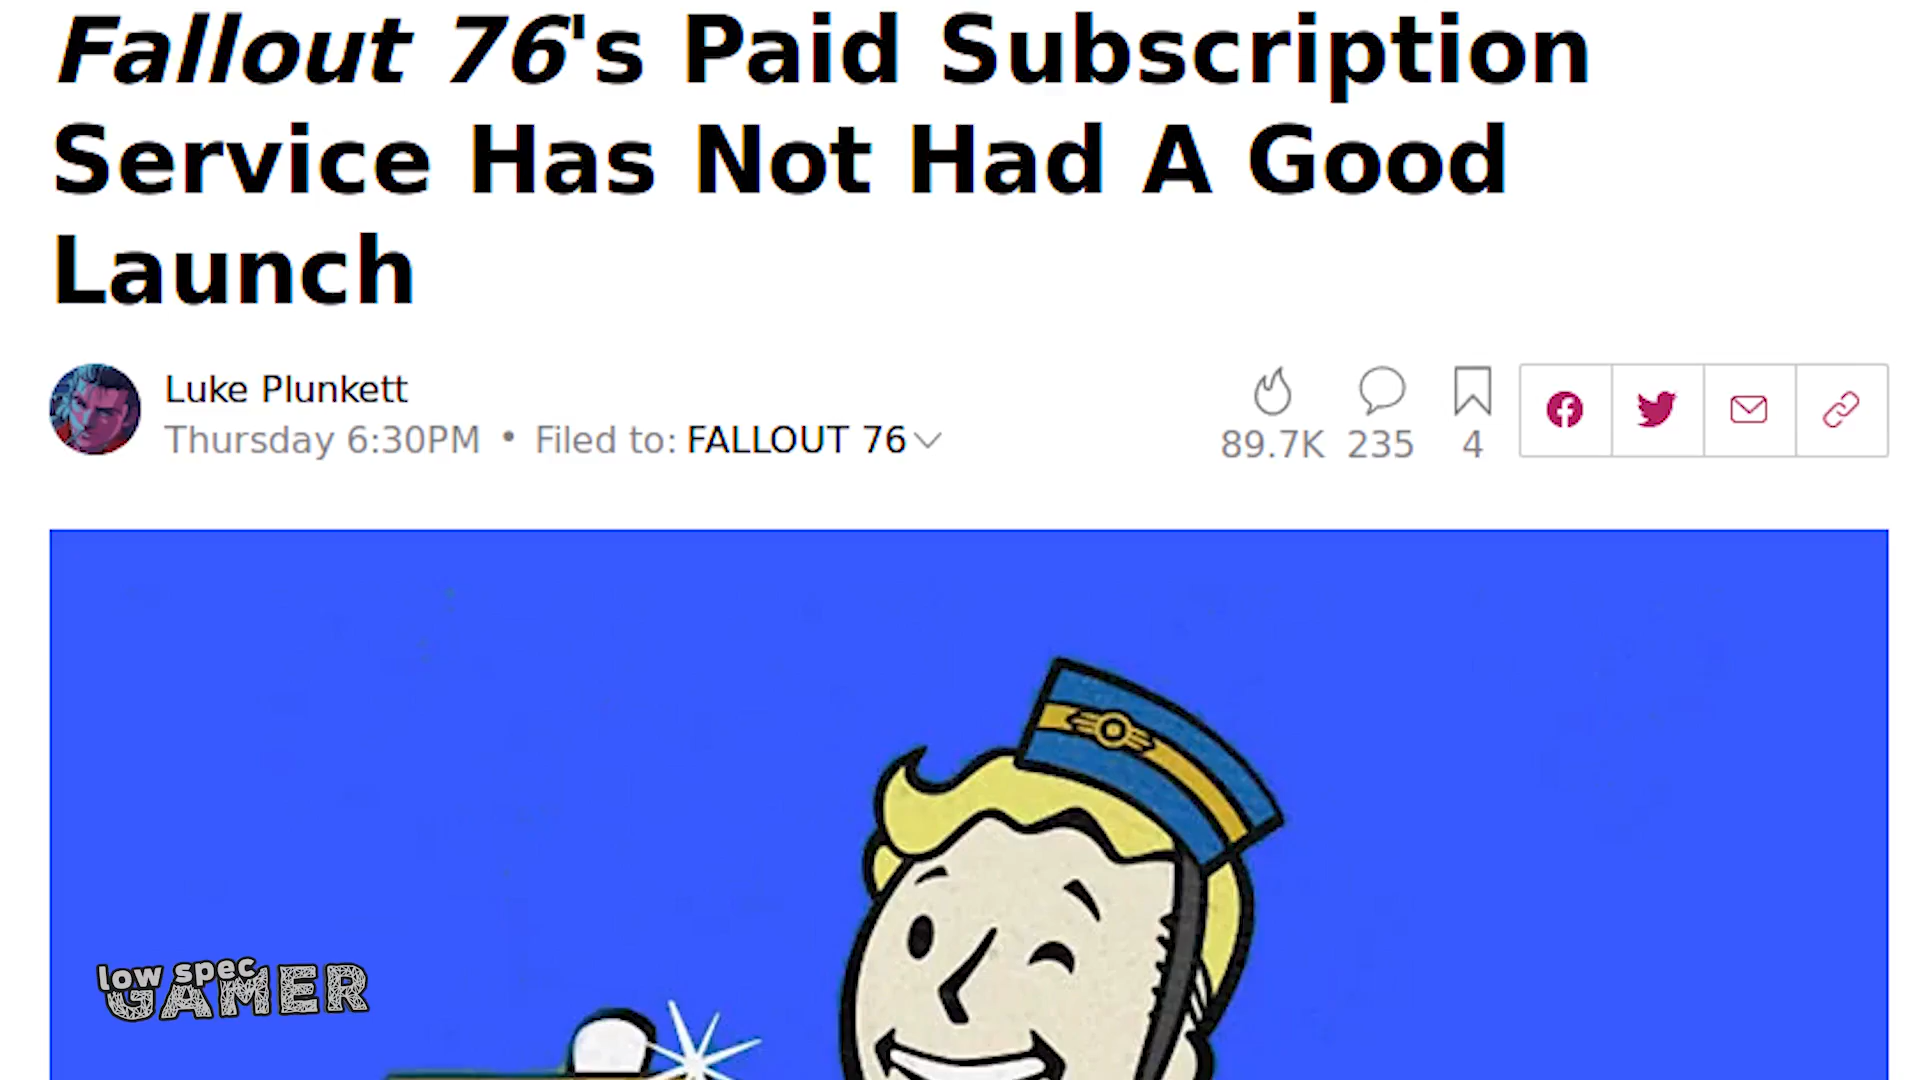 Fallout 76's Paid Subscription
Service Has Not Had A Good
Launch
Luke Plunkett
Thursday 6:30PM • Filed to: FALLOUT 76
89.7K 235 4
low spec
GAMER